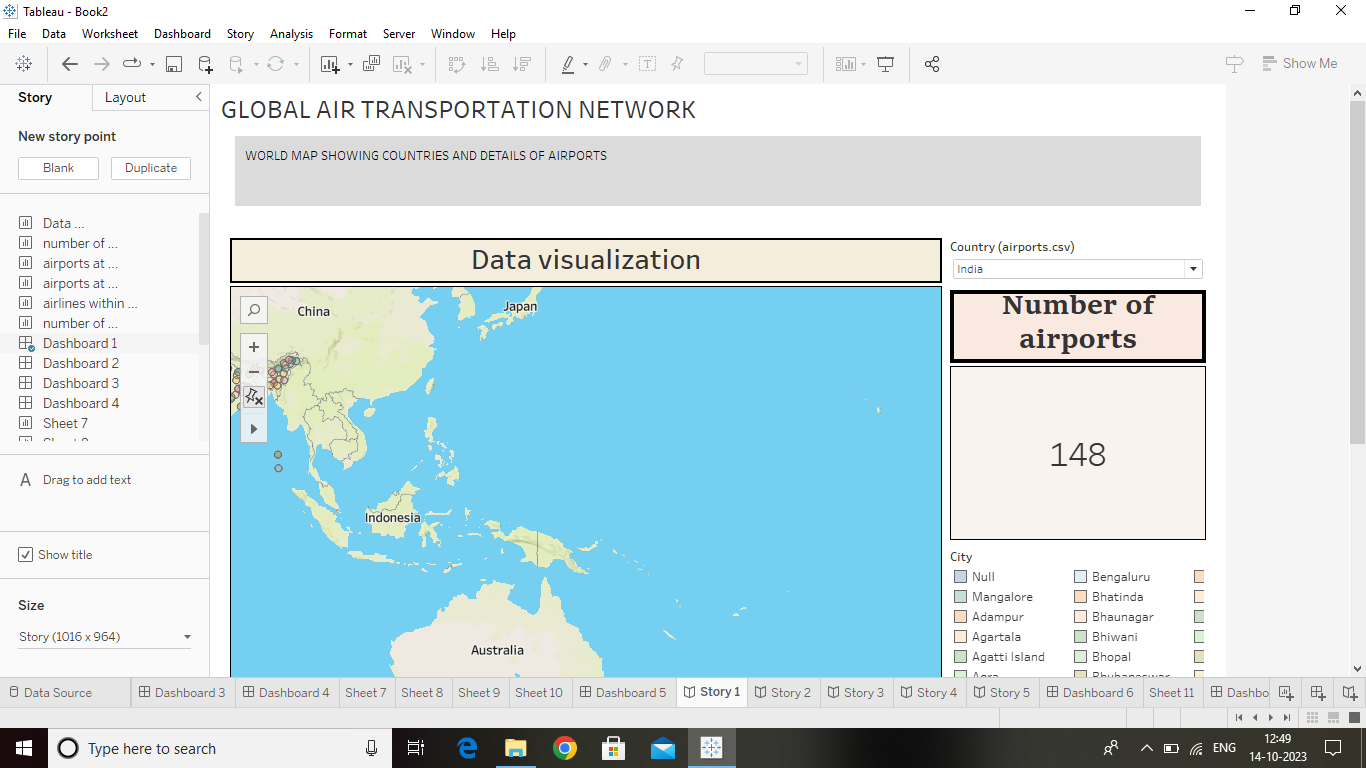 Tableau - Book2
File Data Worksheet Dashboard Story Analysis Format Server Window Help
Show Me
Story Layout
New story point
Blank Duplicate
Data ...
number of ...
airports at ...
airports at ...
airlines within ...
number of ...
Dashboard 1
Dashboard 2
Dashboard 3
Dashboard 4
Sheet 7
A Drag to add text
Show title
Size
Story (1016 x 964)
GLOBAL AIR TRANSPORTATION NETWORK
WORLD MAP SHOWING COUNTRIES AND DETAILS OF AIRPORTS
Data visualization
China
Japan
Indonesia
Australia
Country (airports.csv)
India
Number of
airports
148
City
Null Bengaluru
Mangalore Bhatinda
Adampur Bhaunagar
Agartala Bhiwani
Agatti Island Bhopal
Agra Bhubaneswar
Data Source Dashboard 3 Dashboard 4 Sheet 7 Sheet 8 Sheet 9 Sheet 10 Dashboard 5 Story 1 Story 2 Story 3 Story 4 Story 5 Dashboard 6 Sheet 11 Dashbo
Type here to search
ENG
12:49
14-10-2023